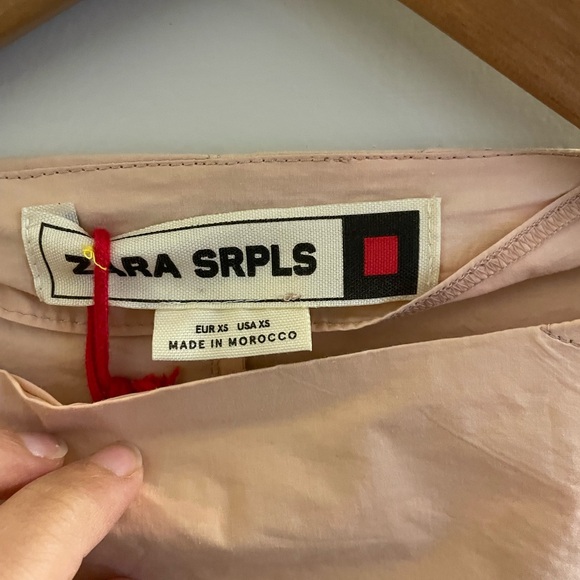 ZARA SRPLS
EUR XS USA XS
MADE IN MOROCCO